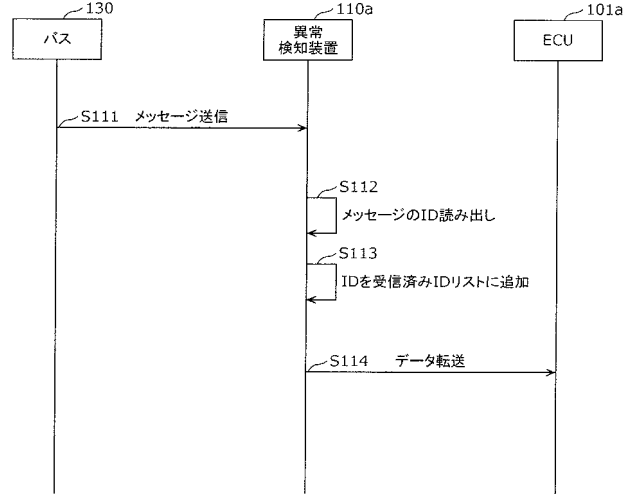 130
バス
110a
異常
検知装置
101a
ECU
S111 メッセージ送信
S112
メッセージのID読み出し
S113
IDを受信済みIDリストに追加
S114 データ転送